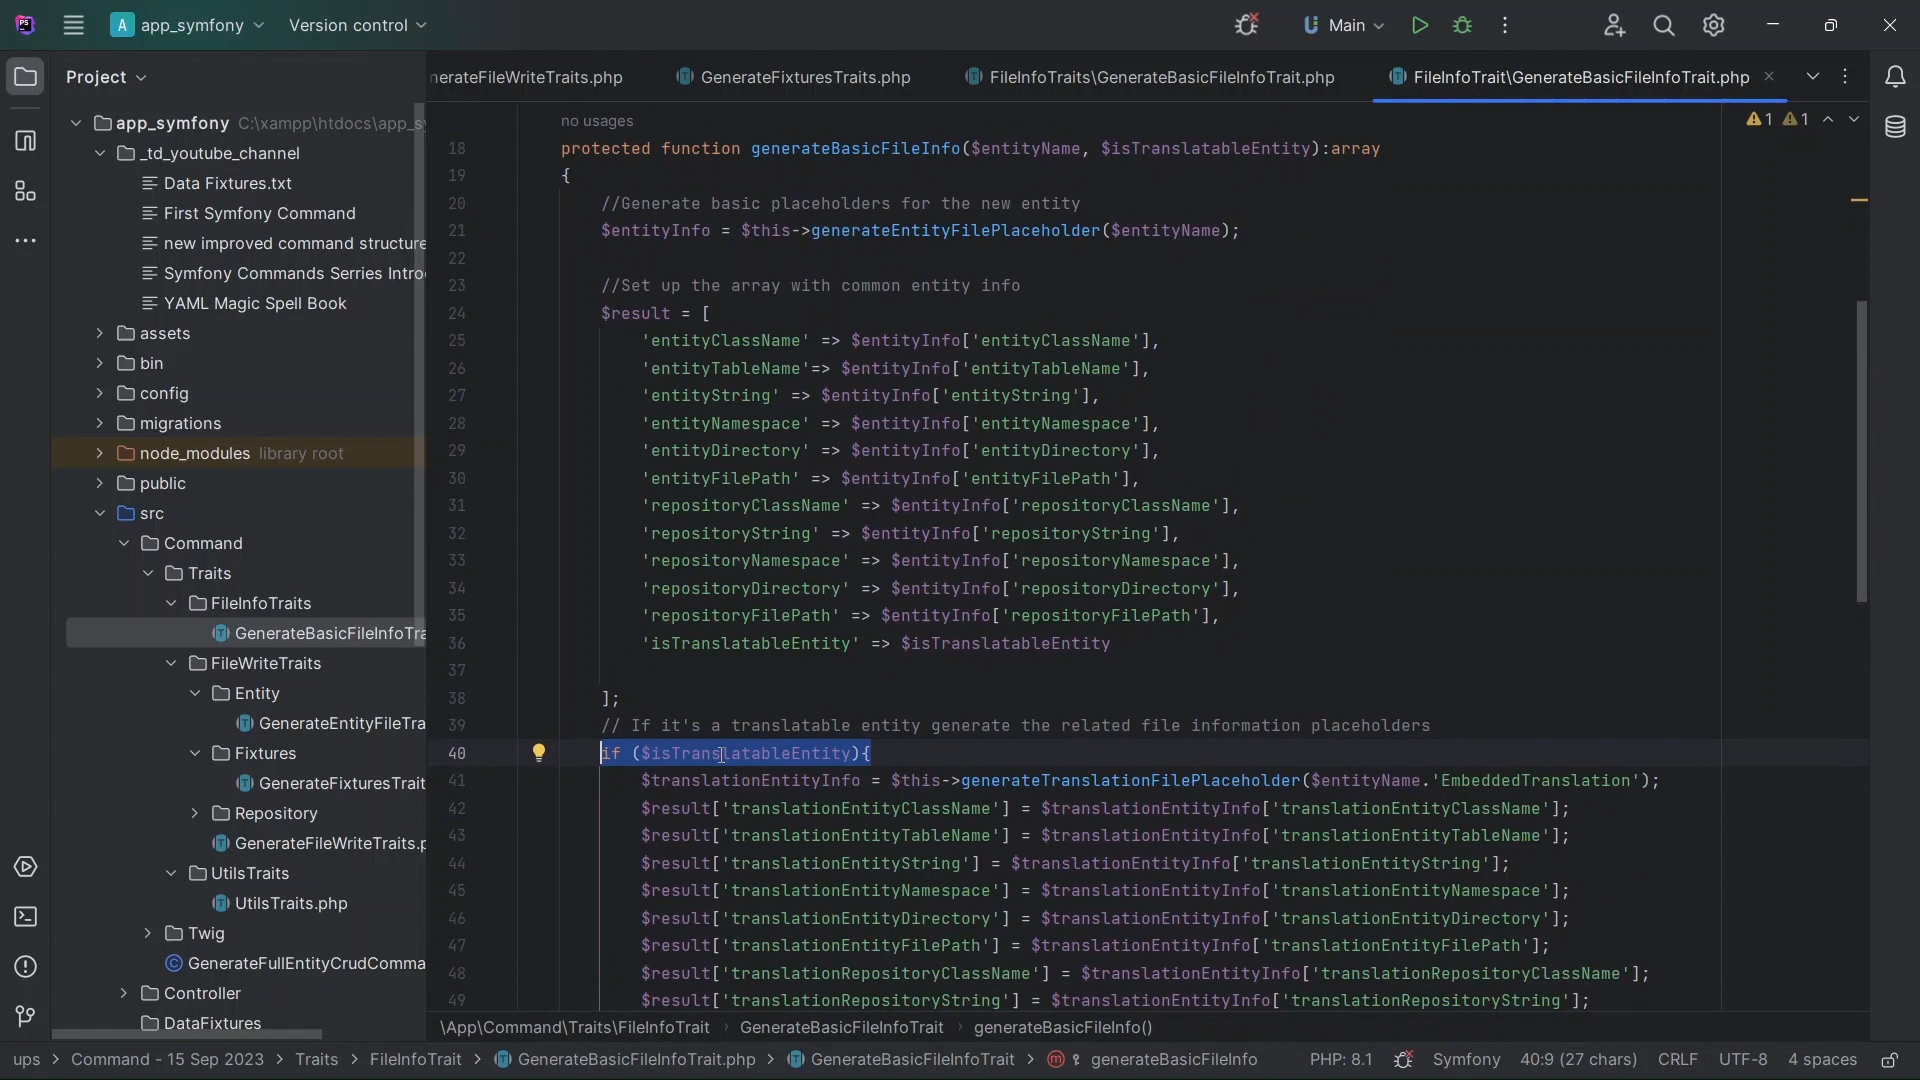 PS
A app_symfony
Version control
Main
Project
nerateFileWriteTraits.php
GenerateFixturesTraits.php
FileInfoTraits\GenerateBasicFileInfoTrait.php
FileInfoTrait\GenerateBasicFileInfoTrait.php
app_symfony C:\xampp\htdocs\app_sy
_td_youtube_channel
Data Fixtures.txt
First Symfony Command
new improved command structure
Symfony Commands Serries Intro
YAML Magic Spell Book
assets
bin
config
migrations
node_modules library root
public
src
Command
Traits
FileInfoTraits
GenerateBasicFileInfoTra
FileWriteTraits
Entity
GenerateEntityFileTra
Fixtures
GenerateFixturesTrait
Repository
GenerateFileWriteTraits.p
UtilsTraits
UtilsTraits.php
Twig
GenerateFullEntityCrudComma
Controller
DataFixtures
no usages
1 1
18 protected function generateBasicFileInfo($entityName, $isTranslatableEntity):array
19 {
20 //Generate basic placeholders for the new entity
21 $entityInfo = $this->generateEntityFilePlaceholder($entityName);
22
23 //Set up the array with common entity info
24 $result = [
25 'entityClassName' => $entityInfo['entityClassName'],
26 'entityTableName'=> $entityInfo['entityTableName'],
27 'entityString' => $entityInfo['entityString'],
28 'entityNamespace' => $entityInfo['entityNamespace'],
29 'entityDirectory' => $entityInfo['entityDirectory'],
30 'entityFilePath' => $entityInfo['entityFilePath'],
31 'repositoryClassName' => $entityInfo['repositoryClassName'],
32 'repositoryString' => $entityInfo['repositoryString'],
33 'repositoryNamespace' => $entityInfo['repositoryNamespace'],
34 'repositoryDirectory' => $entityInfo['repositoryDirectory'],
35 'repositoryFilePath' => $entityInfo['repositoryFilePath'],
36 'isTranslatableEntity' => $isTranslatableEntity
37
38 ];
39 // If it's a translatable entity generate the related file information placeholders
40 if ($isTranslatableEntity){
41 $translationEntityInfo = $this->generateTranslationFilePlaceholder($entityName.'EmbeddedTranslation');
42 $result['translationEntityClassName'] = $translationEntityInfo['translationEntityClassName'];
43 $result['translationEntityTableName'] = $translationEntityInfo['translationEntityTableName'];
44 $result['translationEntityString'] = $translationEntityInfo['translationEntityString'];
45 $result['translationEntityNamespace'] = $translationEntityInfo['translationEntityNamespace'];
46 $result['translationEntityDirectory'] = $translationEntityInfo['translationEntityDirectory'];
47 $result['translationEntityFilePath'] = $translationEntityInfo['translationEntityFilePath'];
48 $result['translationRepositoryClassName'] = $translationEntityInfo['translationRepositoryClassName'];
49 $result['translationRepositoryString'] = $translationEntityInfo['translationRepositoryString'];
\App\Command\Traits\FileInfoTrait › GenerateBasicFileInfoTrait › generateBasicFileInfo()
ups > Command - 15 Sep 2023 > Traits > FileInfoTrait > GenerateBasicFileInfoTrait.php > GenerateBasicFileInfoTrait > generateBasicFileInfo
PHP: 8.1 Symfony 40:9 (27 chars) CRLF UTF-8 4 spaces